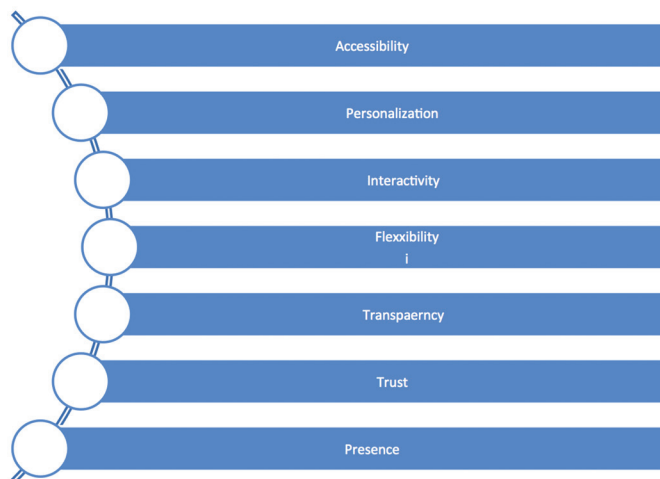 Accessibility
Personalization
Interactivity
Flexxibility
i
Transpaerncy
Trust
Presence